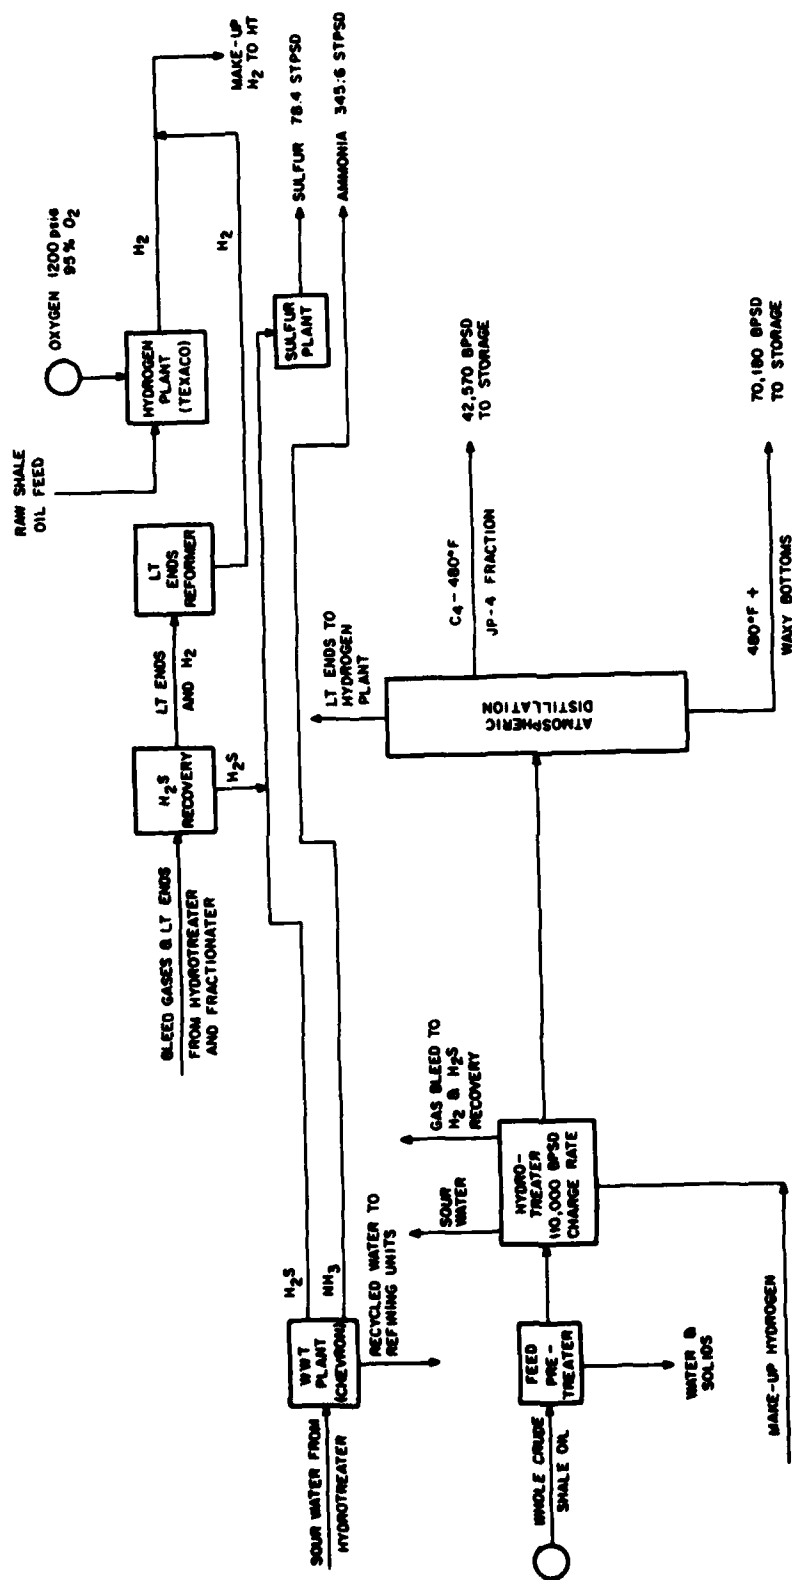 BLEED GASES & LT ENDS
FROM HYDROTREATER
AND FRACTIONATER
H2S
RECOVERY
LT ENDS
AND H2
LT
ENDS
REFORMER
RAW SHALE
OIL FEED
OXYGEN 1200 psig
95% O2
HYDROGEN
PLANT
(TEXACO)
H2
MAKE-UP
H2 TO HT
H2
H2S
SULFUR
PLANT
SULFUR 78.4 STPSD
AMMONIA 345.6 STPSD
SOUR WATER FROM
HYDROTREATER
WWT
PLANT
(CHEVRON)
H2S
NH3
RECYCLED WATER TO
REFINING UNITS
WHOLE CRUDE
SHALE OIL
FEED
PRE-
TREATER
WATER &
SOLIDS
SOUR
WATER
GAS BLEED TO
H2 & H2S
RECOVERY
HYDRO-
TREATER
110,000 BPSD
CHARGE RATE
MAKE-UP HYDROGEN
LT ENDS TO
HYDROGEN
PLANT
ATMOSPHERIC
DISTILLATION
C4-480°F
JP-4 FRACTION
42,570 BPSD
TO STORAGE
480°F +
WAXY BOTTOMS
70,180 BPSD
TO STORAGE